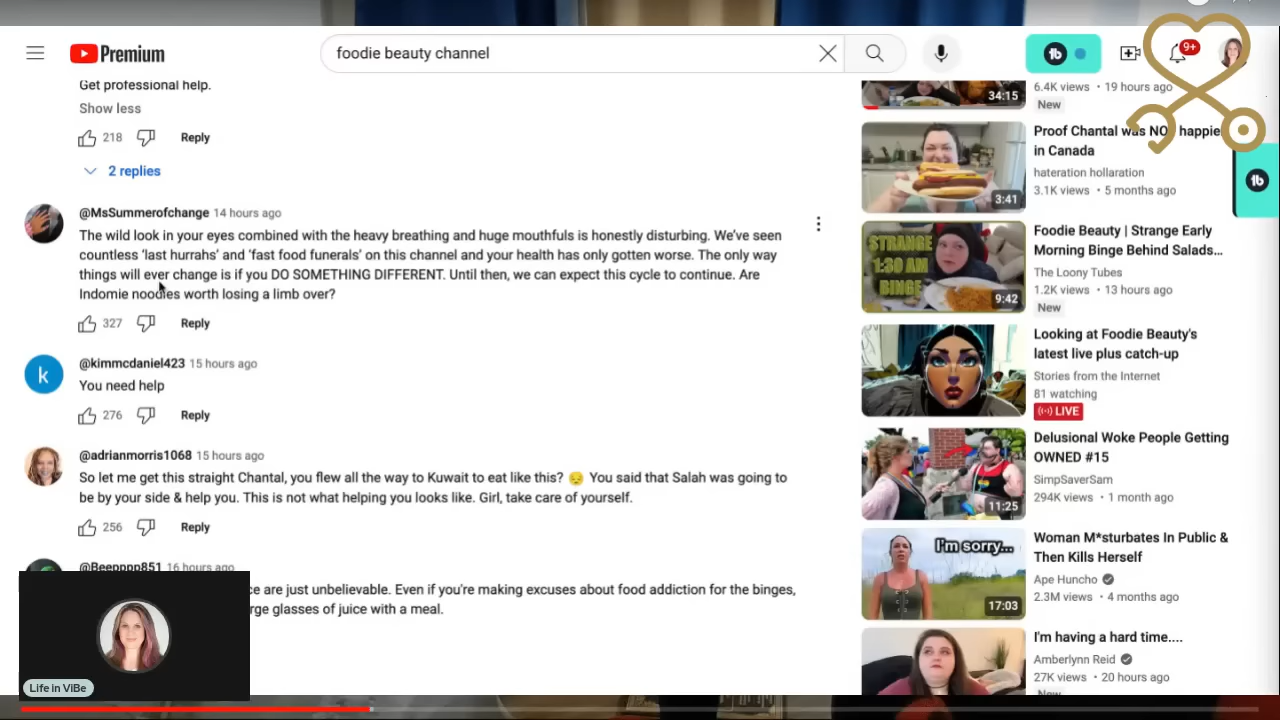 Premium
foodie beauty channel
9+
Get professional help.
Show less
218
Reply
2 replies
@MsSummerofchange 14 hours ago
The wild look in your eyes combined with the heavy breathing and huge mouthfuls is honestly disturbing. We've seen
countless 'last hurrahs' and 'fast food funerals' on this channel and your health has only gotten worse. The only way
things will ever change is if you DO SOMETHING DIFFERENT. Until then, we can expect this cycle to continue. Are
Indomie noodles worth losing a limb over?
327
Reply
@kimmcdaniel423 15 hours ago
k
You need help
276
Reply
@adrianmorris1068 15 hours ago
So let me get this straight Chantal, you flew all the way to Kuwait to eat like this? 😔 You said that Salah was going to
be by your side & help you. This is not what helping you looks like. Girl, take care of yourself.
256
Reply
@Beepppp851 16 hours ago
are just unbelievable. Even if you're making excuses about food addiction for the binges,
glasses of juice with a meal.
Life in ViBe
34:15
6.4K views • 19 hours ago
New
3:41
Proof Chantal was NO happie
in Canada
hateration hollaration
3.1K views • 5 months ago
STRANGE
1:30 AM
BINGE
9:42
Foodie Beauty | Strange Early
Morning Binge Behind Salads...
The Loony Tubes
1.2K views • 13 hours ago
New
Looking at Foodie Beauty's
latest live plus catch-up
Stories from the Internet
81 watching
LIVE
11:25
Delusional Woke People Getting
OWNED #15
SimpSaverSam
294K views • 1 month ago
I'm sorry...
17:03
Woman M*sturbates In Public &
Then Kills Herself
Ape Huncho
2.3M views • 4 months ago
I'm having a hard time....
Amberlynn Reid
27K views • 20 hours ago
New